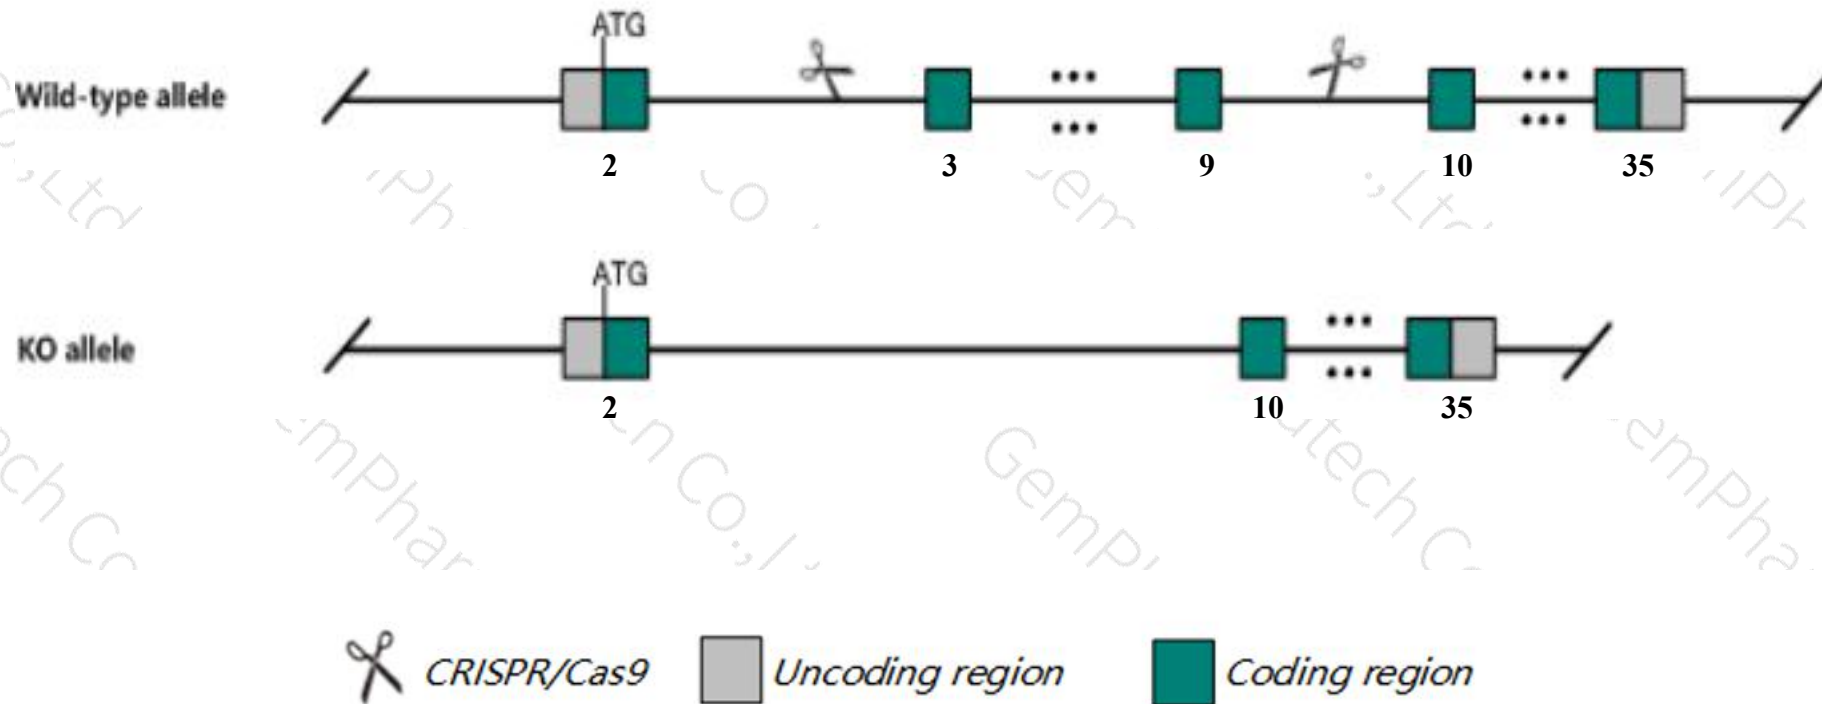 ATG
Wild-type allele
2 3 9 10 35
ATG
KO allele
2 10 35
GemPha
CRISPR/Cas9 Uncoding region Coding region